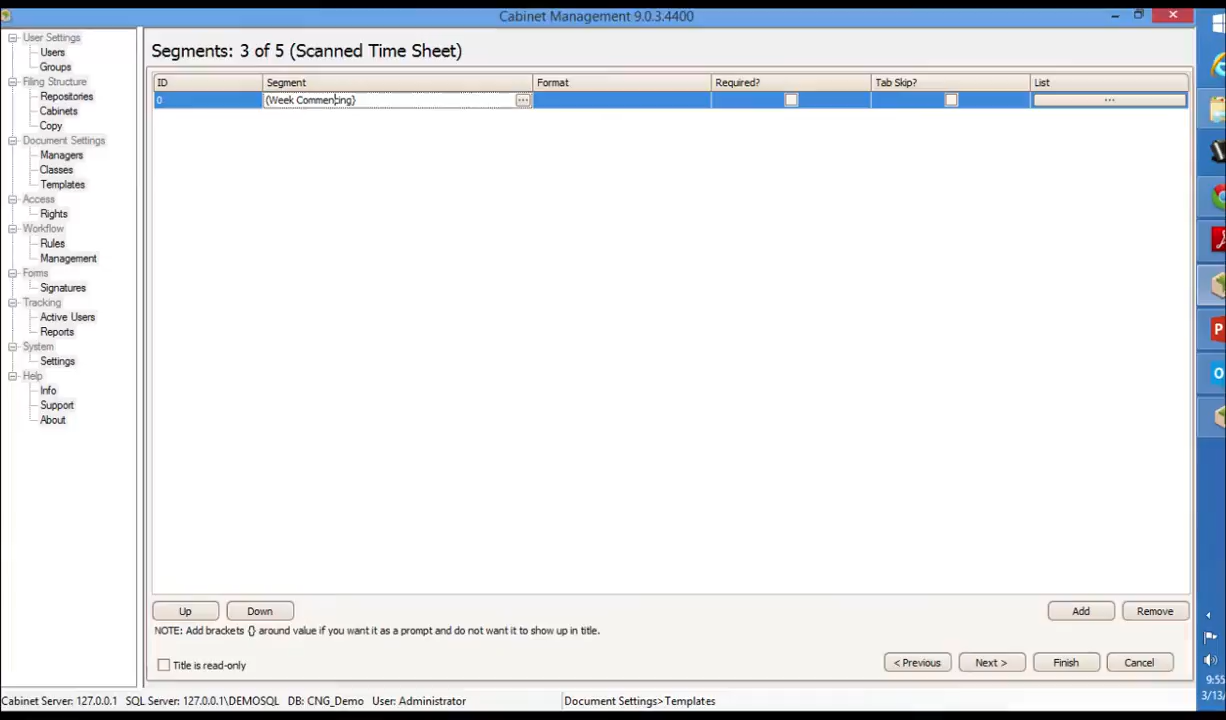 Cabinet Management 9.0.3.4400
User Settings
Users
Groups
Filing Structure
Repositories
Cabinets
Copy
Document Settings
Managers
Classes
Templates
Access
Rights
Workflow
Rules
Management
Forms
Signatures
Tracking
Active Users
Reports
System
Settings
Help
Info
Support
About
Segments: 3 of 5 (Scanned Time Sheet)
ID Segment Format Required? Tab Skip? List
0 {Week Commencing} ... ...
Up Down Add Remove
NOTE: Add brackets {} around value if you want it as a prompt and do not want it to show up in title.
Title is read-only
< Previous Next > Finish Cancel
Cabinet Server: 127.0.0.1 SQL Server: 127.0.0.1\DEMOSQL DB: CNG_Demo User: Administrator Document Settings>Templates
9:55
3/13/